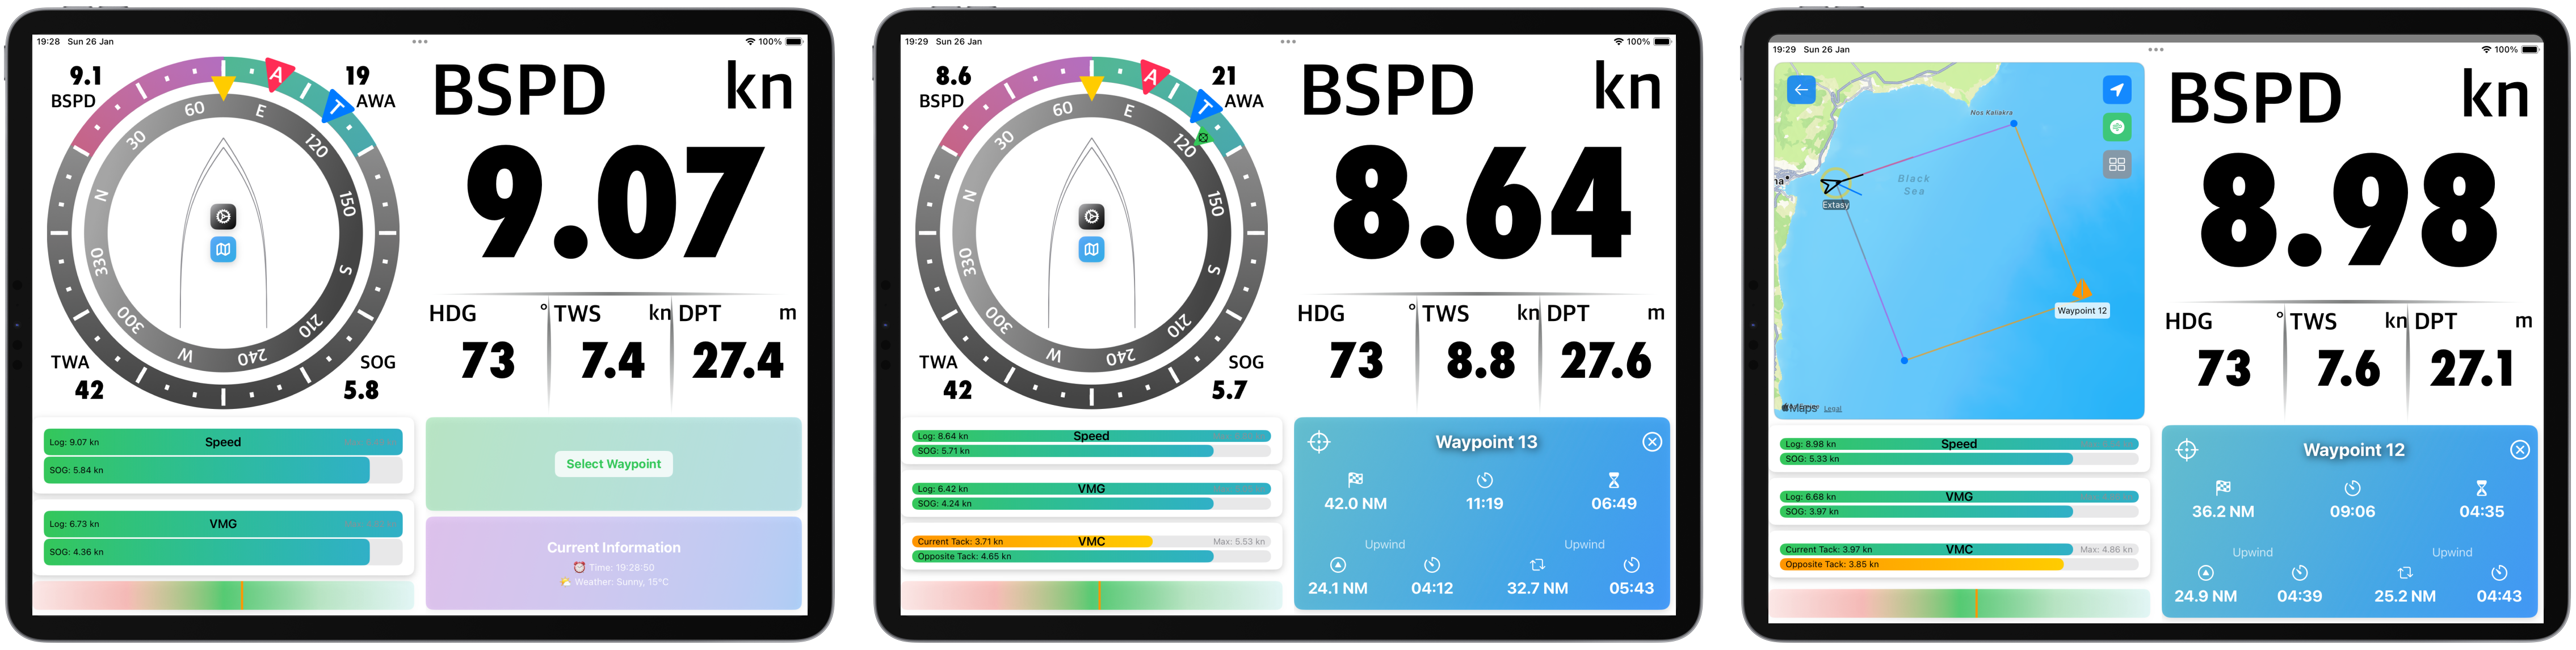 19:28 Sun 26 Jan
100%
9.1
BSPD
19
AWA
A
T
60
E
120
150
S
210
240
W
300
330
N
30
TWA
42
SOG
5.8
BSPD kn
9.07
HDG ° TWS kn DPT m
73 7.4 27.4
Log: 9.07 kn Speed
SOG: 5.84 kn
Log: 6.73 kn VMG
SOG: 4.36 kn
Select Waypoint
Current Information
Time: 19:28:50
Weather: Sunny, 15°C
19:29 Sun 26 Jan
100%
8.6
BSPD
21
AWA
A
T
60
E
120
150
S
210
240
W
300
330
N
30
TWA
42
SOG
5.7
BSPD kn
8.64
HDG ° TWS kn DPT m
73 8.8 27.6
Log: 8.64 kn Speed
SOG: 5.71 kn
Log: 6.42 kn VMG
SOG: 4.24 kn
Current Tack: 3.71 kn VMC Max: 5.53 kn
Opposite Tack: 4.65 kn
Waypoint 13
42.0 NM 11:19 06:49
Upwind Upwind
24.1 NM 04:12 32.7 NM 05:43
19:29 Sun 26 Jan
100%
Nos Kaliakra
Black
Sea
na
Extasy
Waypoint 12
Maps Legal
BSPD kn
8.98
HDG ° TWS kn DPT m
73 7.6 27.1
Log: 8.98 kn Speed
SOG: 5.33 kn
Log: 6.68 kn VMG
SOG: 3.97 kn
Current Tack: 3.97 kn VMC Max: 4.86 kn
Opposite Tack: 3.85 kn
Waypoint 12
36.2 NM 09:06 04:35
Upwind Upwind
24.9 NM 04:39 25.2 NM 04:43